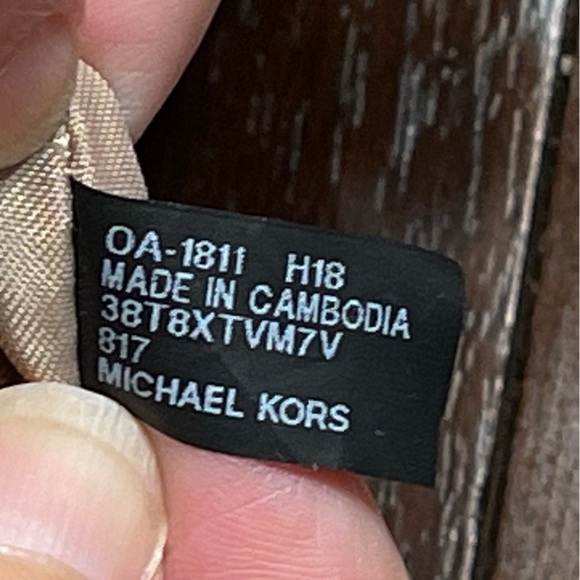 OA-1811 H18
MADE IN CAMBODIA
38T8XTVM7V
817
MICHAEL KORS